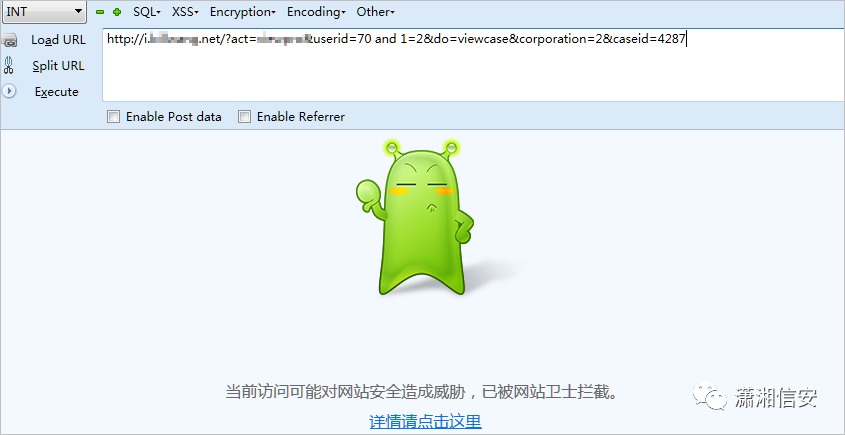 INT SQL- XSS- Encryption- Encoding- Other-
Load URL
http://i. .net/?act= &userid=70 and 1=2&do=viewcase&corporation=2&caseid=4287
Split URL
Execute
Enable Post data Enable Referrer
当前访问可能对网站安全造成威胁，已被网站卫士拦截。
详情请点击这里
潇湘信安